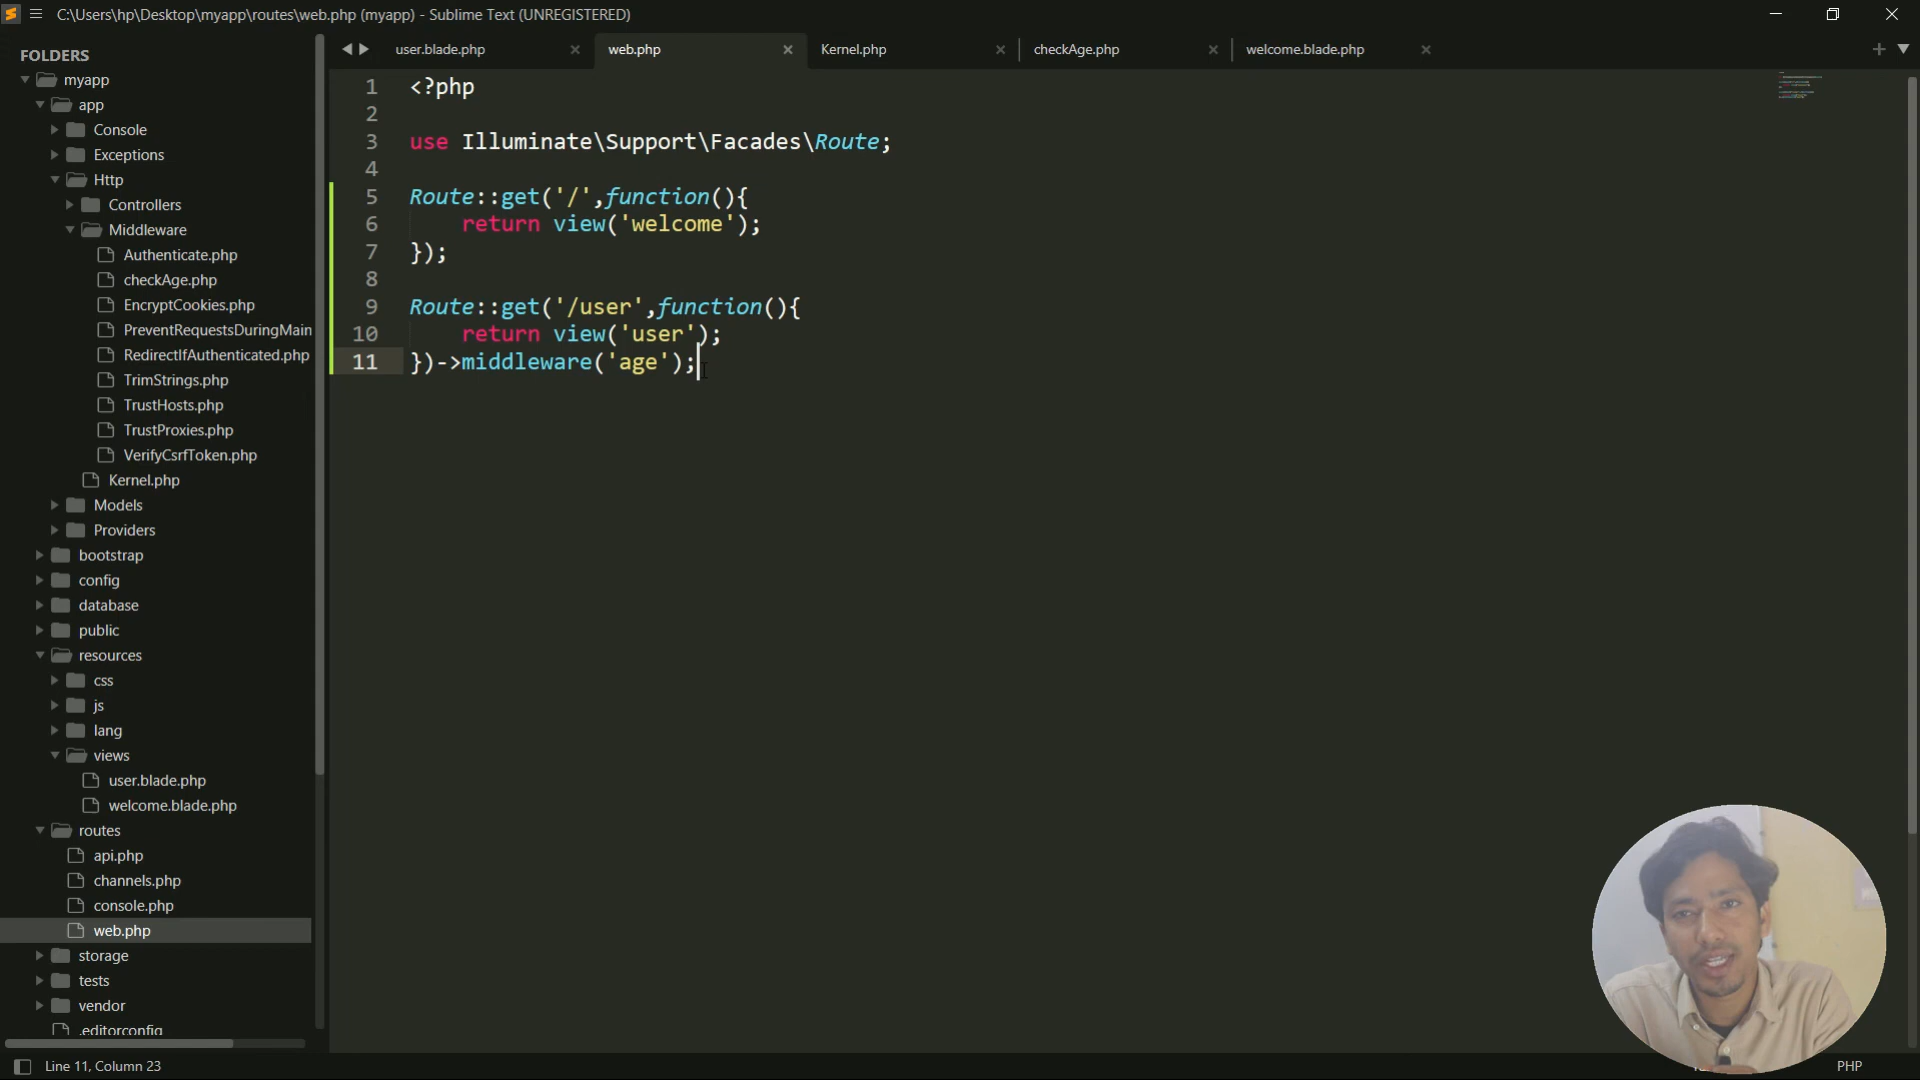 C:\Users\hp\Desktop\myapp\routes\web.php (myapp) - Sublime Text (UNREGISTERED)
FOLDERS
myapp
app
Console
Exceptions
Http
Controllers
Middleware
Authenticate.php
checkAge.php
EncryptCookies.php
PreventRequestsDuringMain
RedirectIfAuthenticated.php
TrimStrings.php
TrustHosts.php
TrustProxies.php
VerifyCsrfToken.php
Kernel.php
Models
Providers
bootstrap
config
database
public
resources
css
js
lang
views
user.blade.php
welcome.blade.php
routes
api.php
channels.php
console.php
web.php
storage
tests
vendor
.editorconfig
user.blade.php
web.php
Kernel.php
checkAge.php
welcome.blade.php
1 <?php
2
3 use Illuminate\Support\Facades\Route;
4
5 Route::get('/',function(){
6 return view('welcome');
7 });
8
9 Route::get('/user',function(){
10 return view('user');
11 })->middleware('age');
Line 11, Column 23
PHP